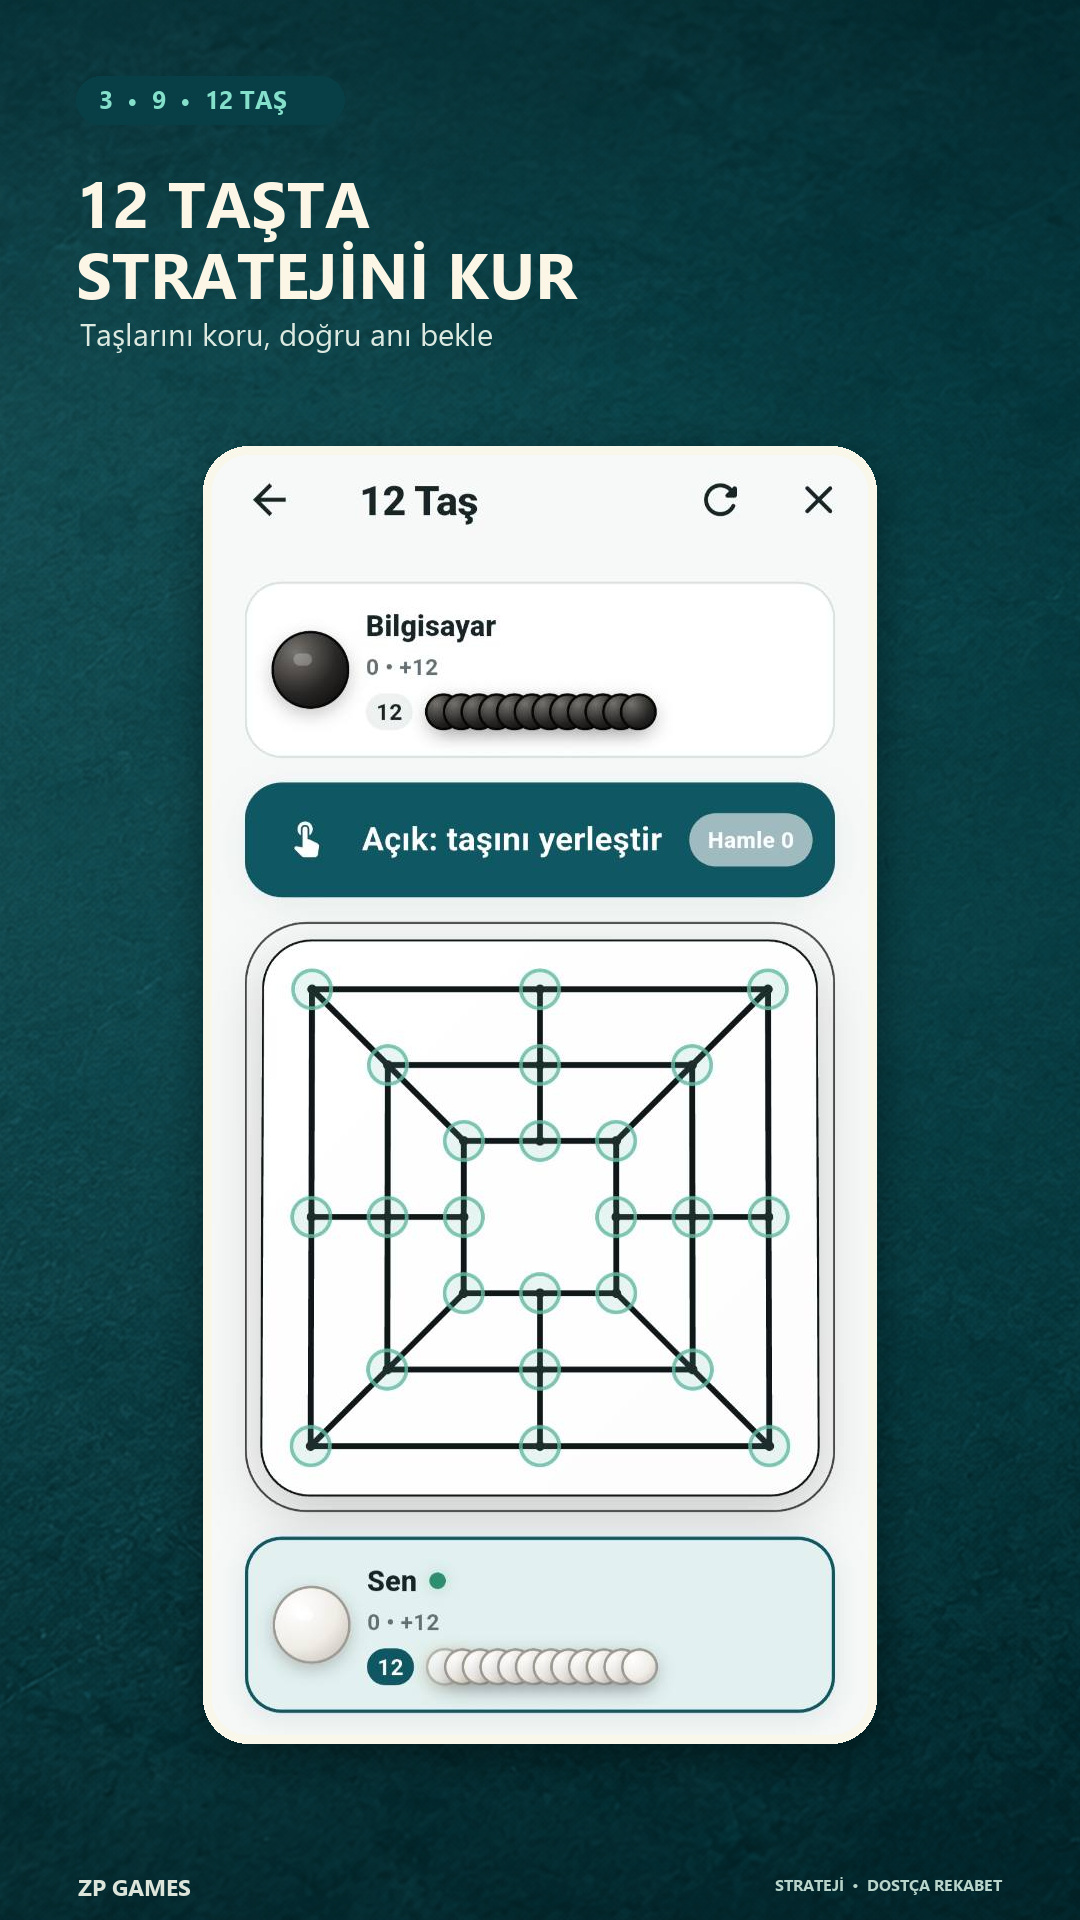 3 • 9 • 12 TAŞ
12 TAŞTA
STRATEJİNİ KUR
Taşlarını koru, doğru anı bekle
12 Taş
Bilgisayar
0 • +12
12
Açık: taşını yerleştir
Hamle 0
Sen
0 • +12
12
ZP GAMES
STRATEJİ • DOSTÇA REKABET